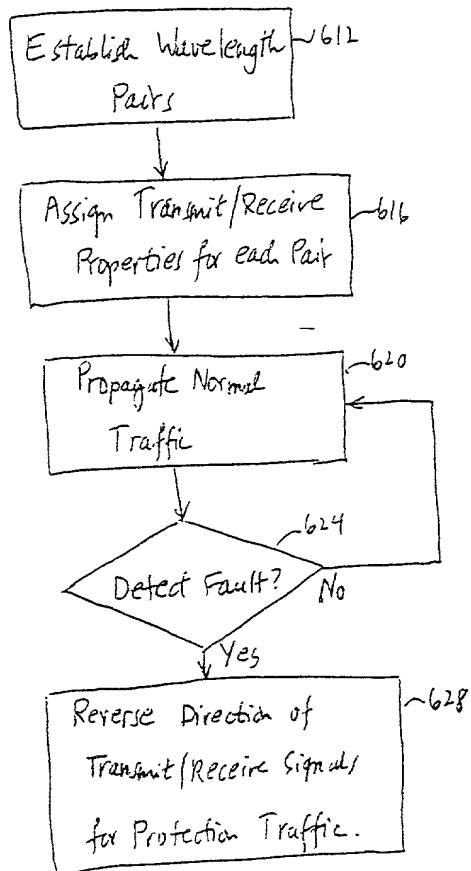 Establish Wavelength
Pairs
612
Assign Transmit/Receive
Properties for each Pair
616
Propagate Normal
Traffic
620
624
Detect Fault?
No
Yes
Reverse Direction of
Transmit/Receive Signals
for Protection Traffic.
628